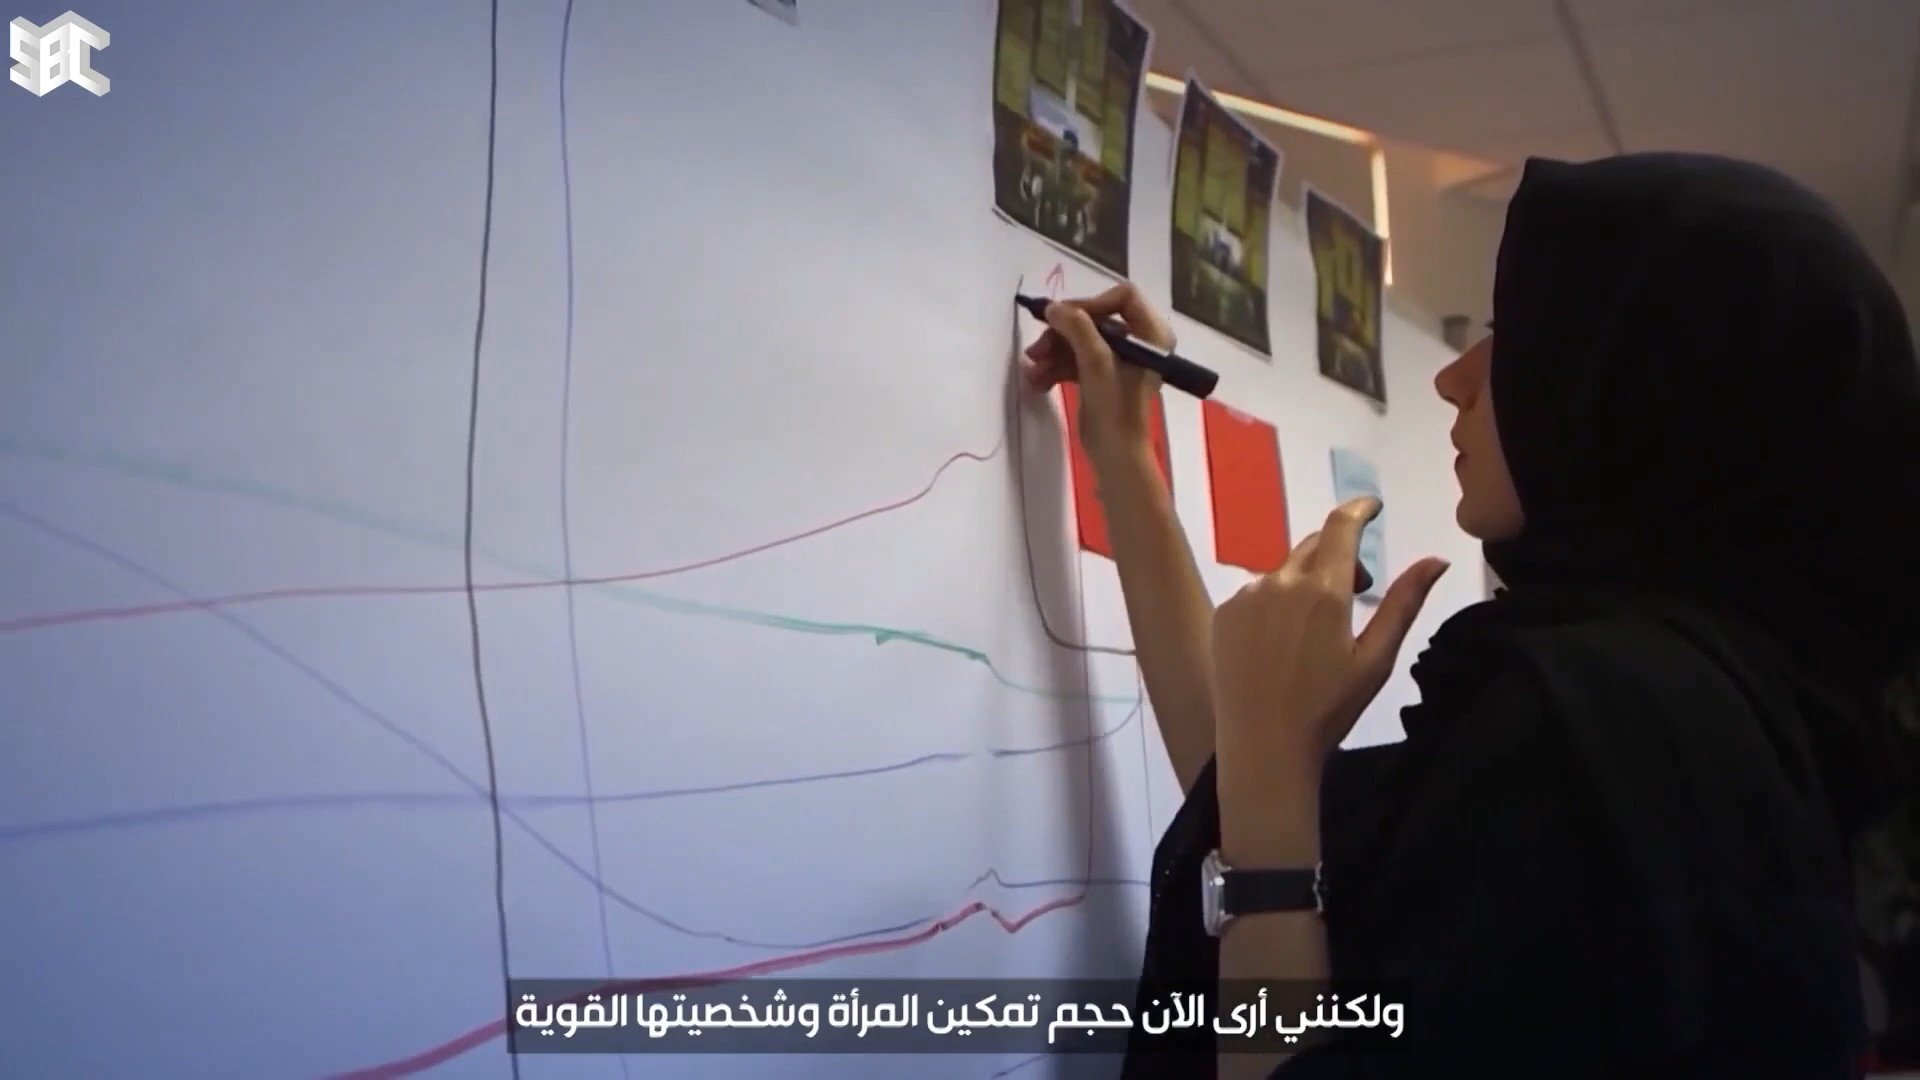 SBC
ولكنني أرى الآن حجم تمكين المرأة وشخصيتها القوية